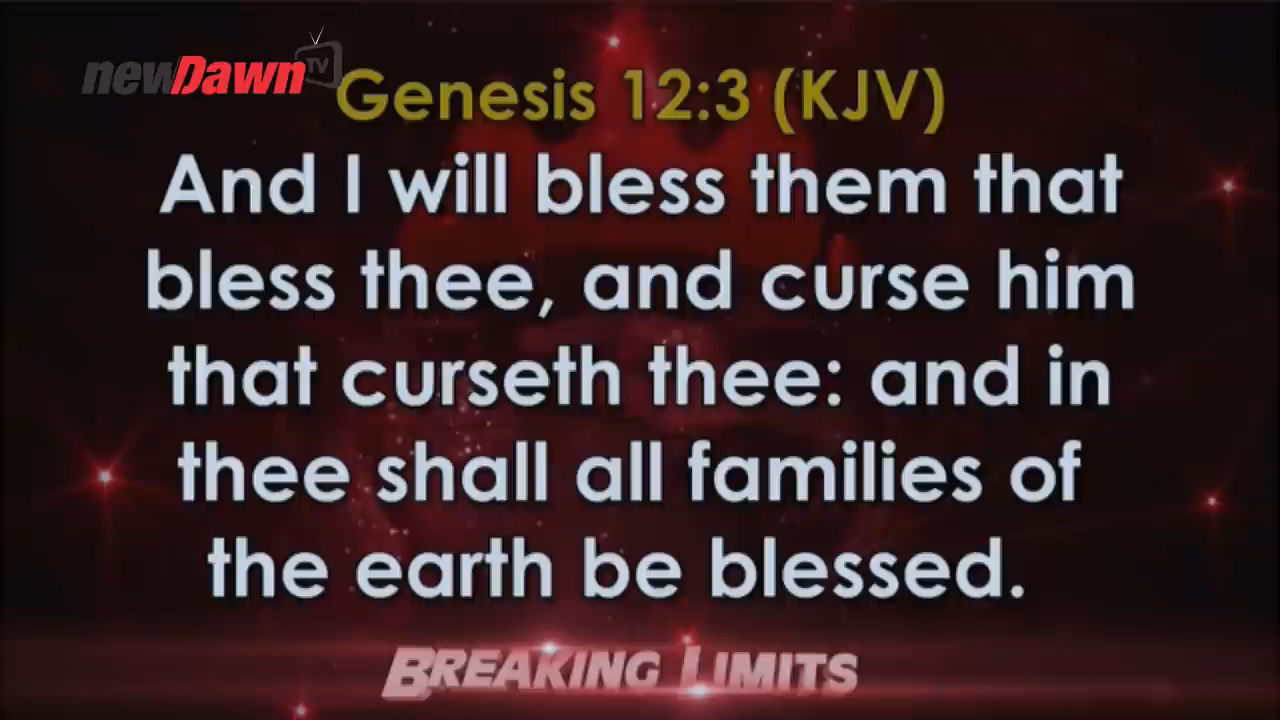 newDawn TV
Genesis 12:3 (KJV)
And I will bless them that
bless thee, and curse him
that curseth thee: and in
thee shall all families of
the earth be blessed.
BREAKING LIMITS